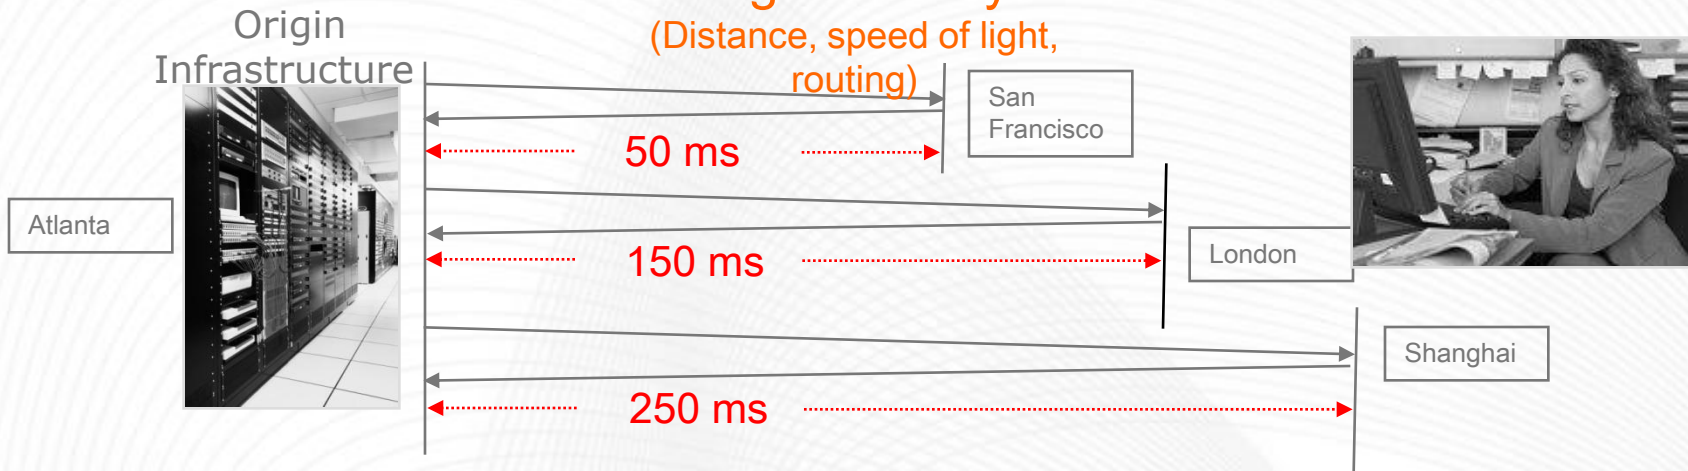 Origin
Infrastructure
(Distance, speed of light,
routing)
San
Francisco
50 ms
Atlanta
London
150 ms
Shanghai
250 ms